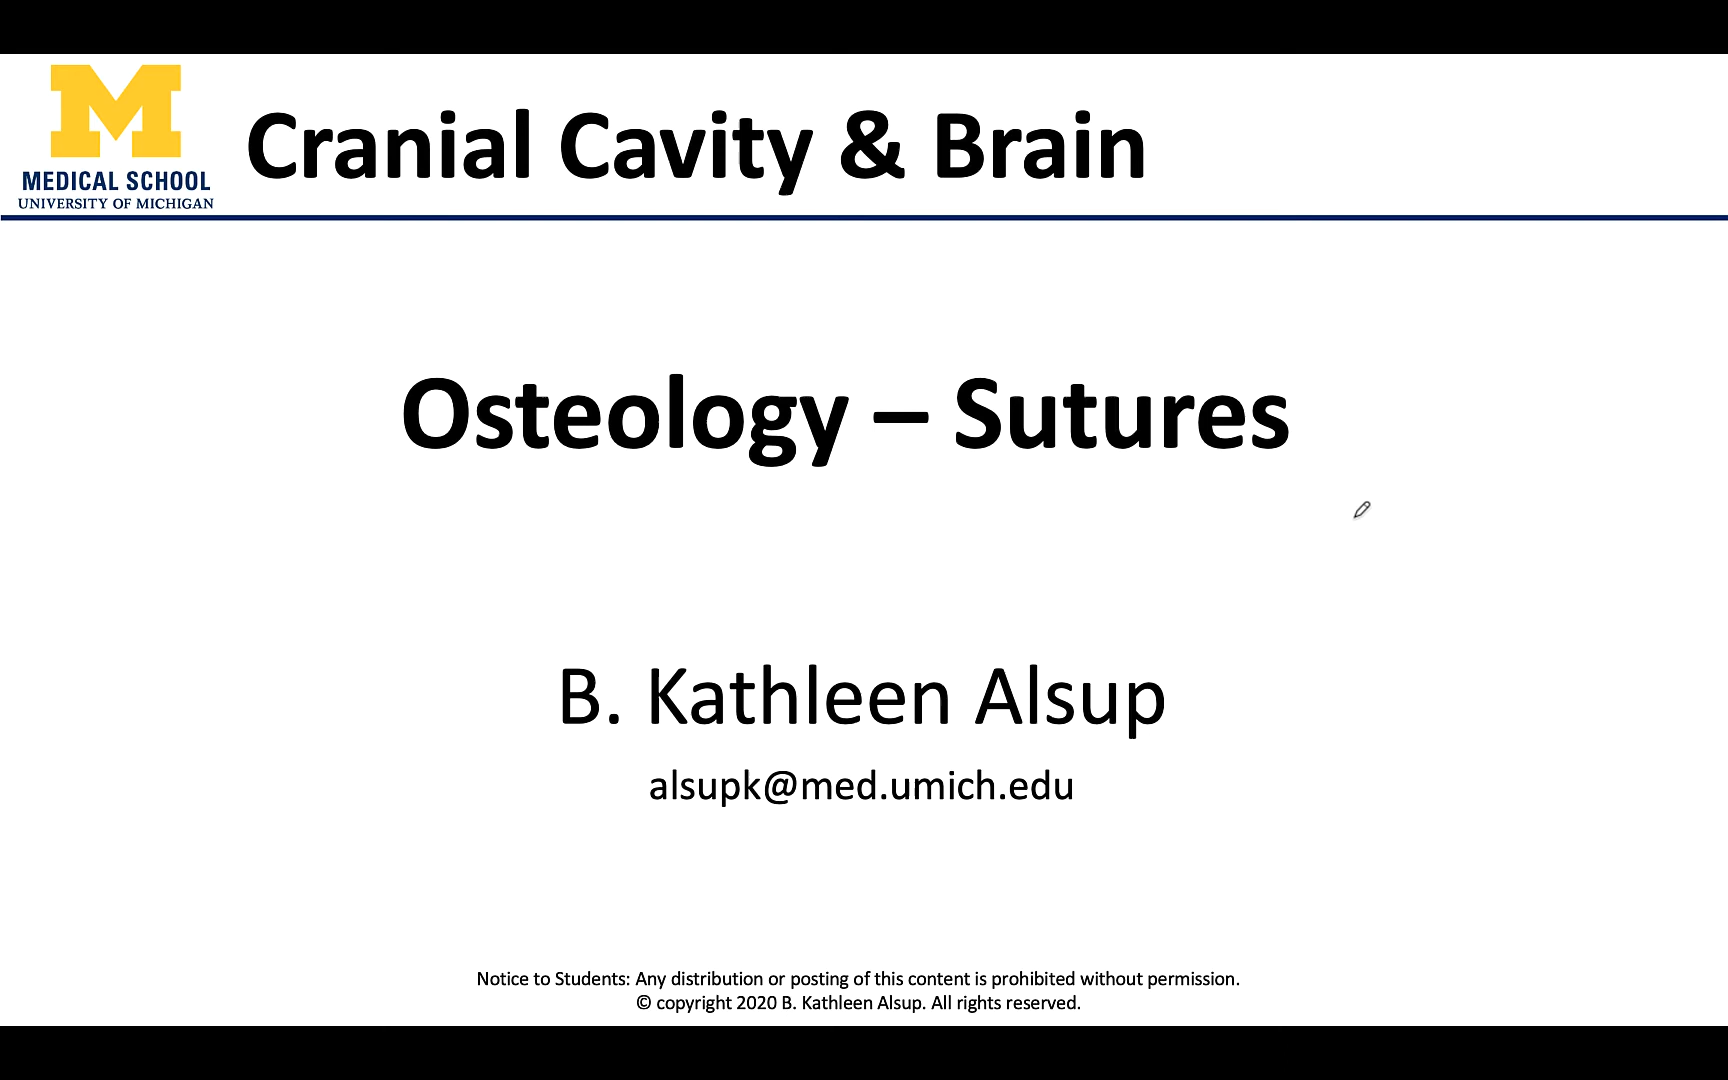 M
MEDICAL SCHOOL
UNIVERSITY OF MICHIGAN
Cranial Cavity & Brain
Osteology – Sutures
B. Kathleen Alsup
alsupk@med.umich.edu
Notice to Students: Any distribution or posting of this content is prohibited without permission.
© copyright 2020 B. Kathleen Alsup. All rights reserved.